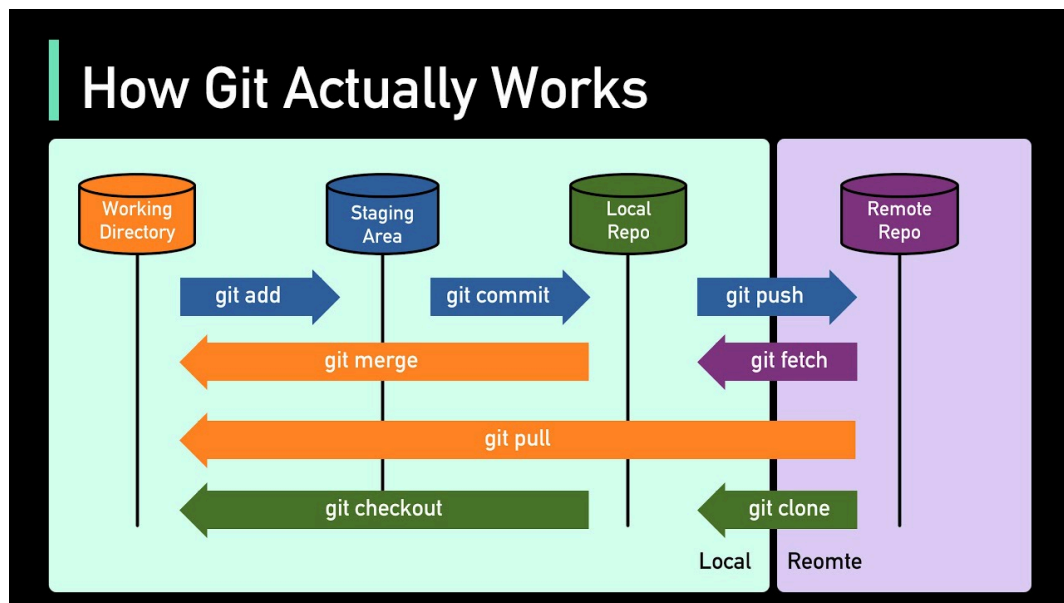 How Git Actually Works
Working
Directory
Staging
Area
Local
Repo
Remote
Repo
git add
git commit
git push
git merge
git fetch
git pull
git checkout
git clone
Local
Reomte